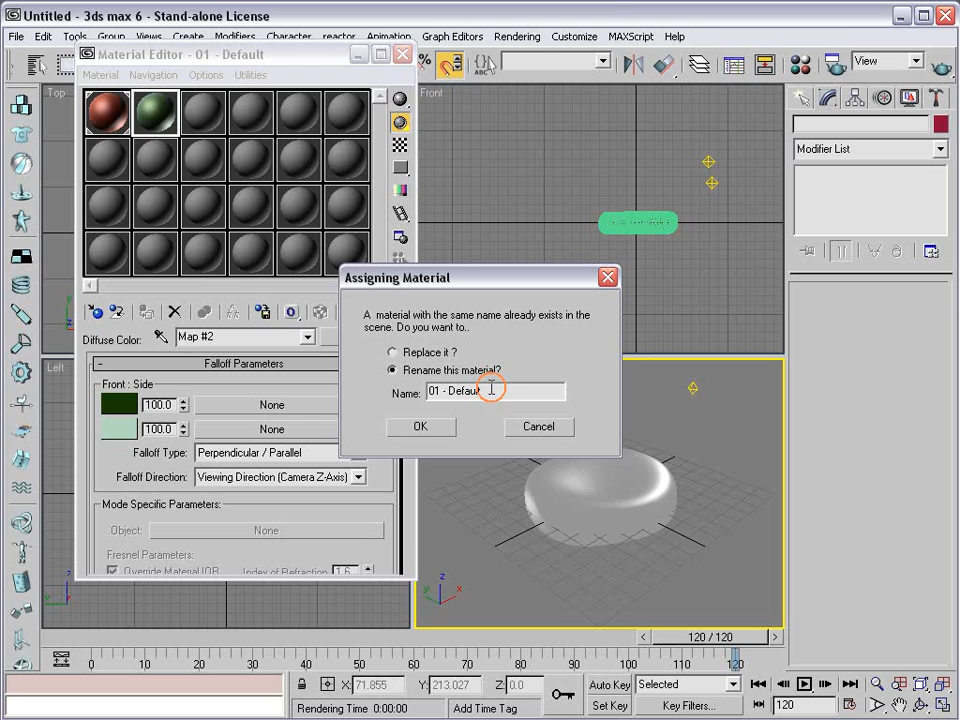 Untitled - 3ds max 6 - Stand-alone License
File Edit Tools Group Views Create Modifiers Character reactor Animation Graph Editors Rendering Customize MAXScript Help
Material Editor - 01 - Default
Material Navigation Options Utilities
% ABC View
Top
Front
Modifier List
Assigning Material
A material with the same name already exists in the
scene. Do you want to..
Replace it ?
Rename this material?
Name: 01 - Default
OK Cancel
Diffuse Color: Map #2
Falloff Parameters
Front : Side
100.0 None
100.0 None
Falloff Type: Perpendicular / Parallel
Falloff Direction: Viewing Direction (Camera Z-Axis)
Mode Specific Parameters:
Object: None
Fresnel Parameters:
Override Material IOR Index of Refraction 1.6
Left
z
y
z
x
y
120 / 120
0 10 20 30 40 50 60 70 80 90 100 110 120
X: 71.855 Y: 213.027 Z: 0.0 Auto Key Selected
Rendering Time 0:00:00 Add Time Tag Set Key Key Filters... 120